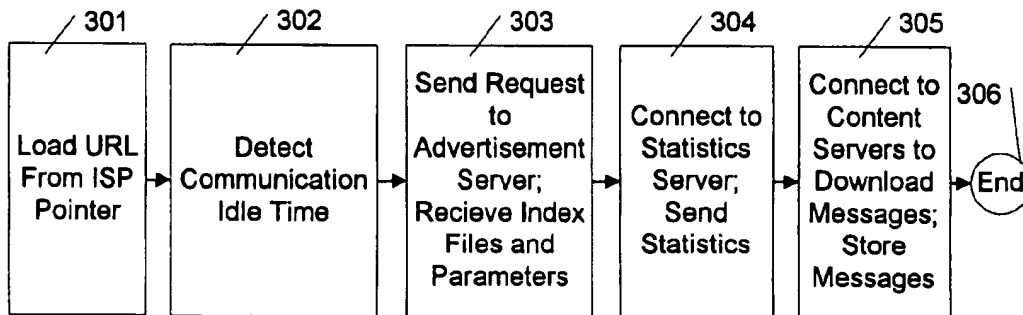 301
Load URL
From ISP
Pointer
302
Detect
Communication
Idle Time
303
Send Request
to
Advertisement
Server;
Recieve Index
Files and
Parameters
304
Connect to
Statistics
Server;
Send
Statistics
305
Connect to
Content
Servers to
Download
Messages;
Store
Messages
306
End